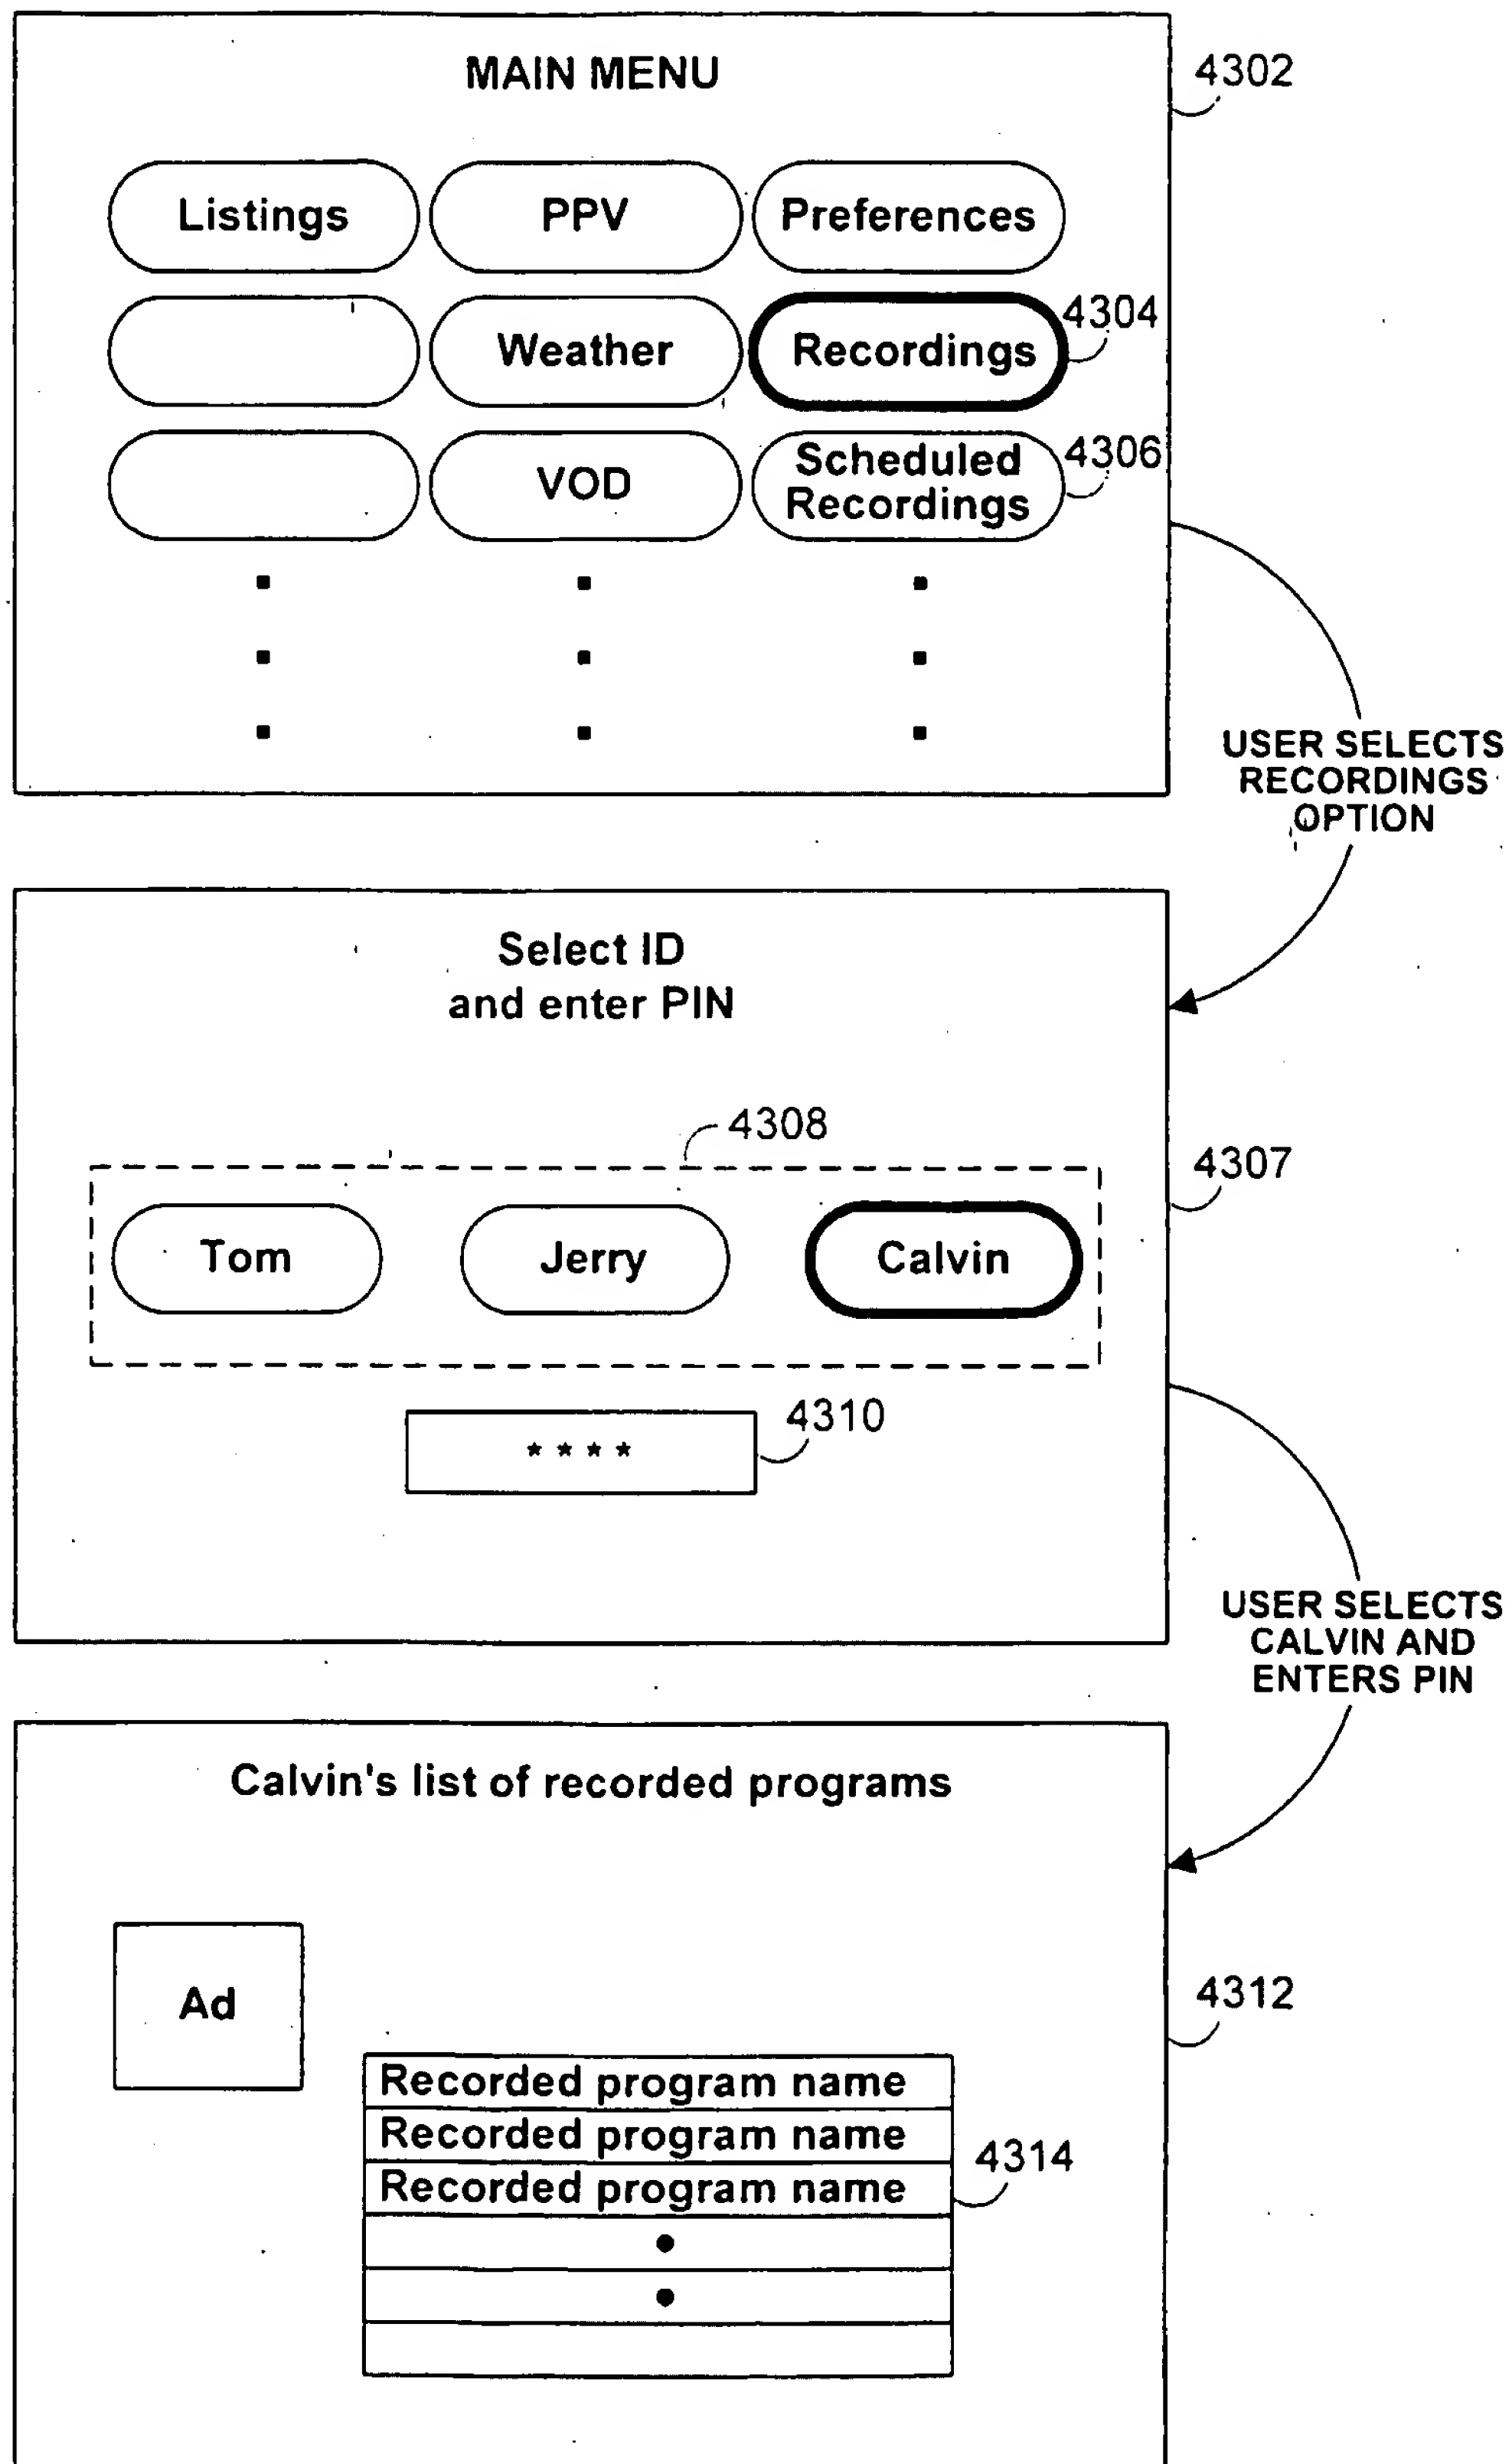 MAIN MENU
4302
Listings
PPV
Preferences
Weather
Recordings
4304
VOD
Scheduled
Recordings
4306
USER SELECTS
RECORDINGS
OPTION
Select ID
and enter PIN
4308
4307
Tom
Jerry
Calvin
4310
* * * *
USER SELECTS
CALVIN AND
ENTERS PIN
Calvin's list of recorded programs
Ad
4312
Recorded program name
Recorded program name
4314
Recorded program name